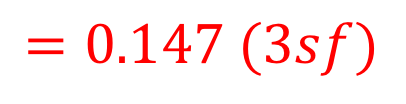 = 0.147 (3sf)